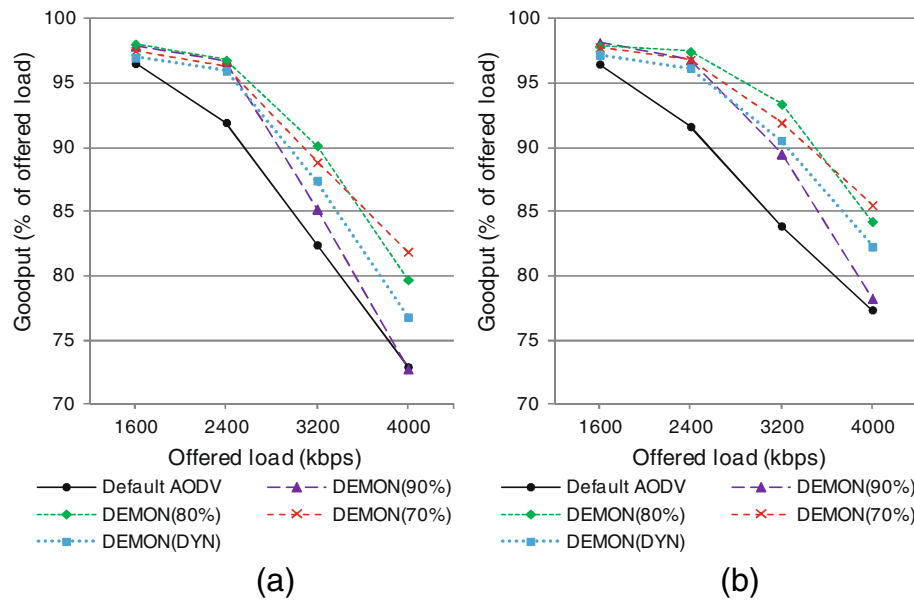 100
95
90
85
80
75
70
Goodput (% of offered load)
1600 2400 3200 4000
Offered load (kbps)
Default AODV DEMON(90%)
DEMON(80%) DEMON(70%)
DEMON(DYN)
(a)
100
95
90
85
80
75
70
Goodput (% of offered load)
1600 2400 3200 4000
Offered load (kbps)
Default AODV DEMON(90%)
DEMON(80%) DEMON(70%)
DEMON(DYN)
(b)